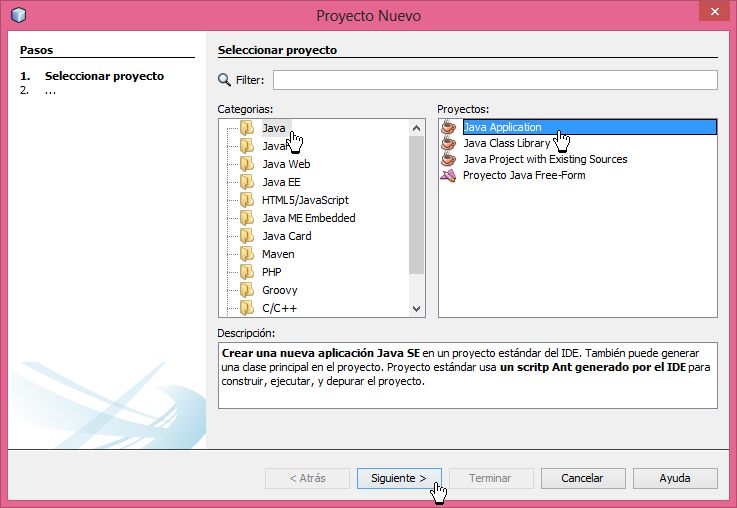 Proyecto Nuevo
Pasos
1. Seleccionar proyecto
2. ...
Seleccionar proyecto
Filter:
Categorias:
Java
Java Web
Java EE
HTML5/JavaScript
Java ME Embedded
Java Card
Maven
PHP
Groovy
C/C++
Proyectos:
Java Application
Java Class Library
Java Project with Existing Sources
Proyecto Java Free-Form
Descripción:
Crear una nueva aplicación Java SE en un proyecto estándar del IDE. También puede generar
una clase principal en el proyecto. Proyecto estándar usa un scritp Ant generado por el IDE para
construir, ejecutar, y depurar el proyecto.
< Atrás
Siguiente >
Terminar
Cancelar
Ayuda